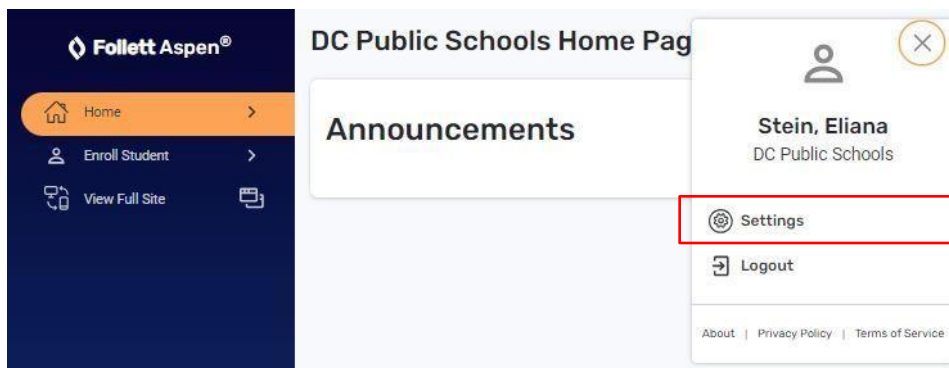 Follett Aspen®
Home
Enroll Student
View Full Site
DC Public Schools Home Pag
Announcements
Stein, Eliana
DC Public Schools
Settings
Logout
About | Privacy Policy | Terms of Service